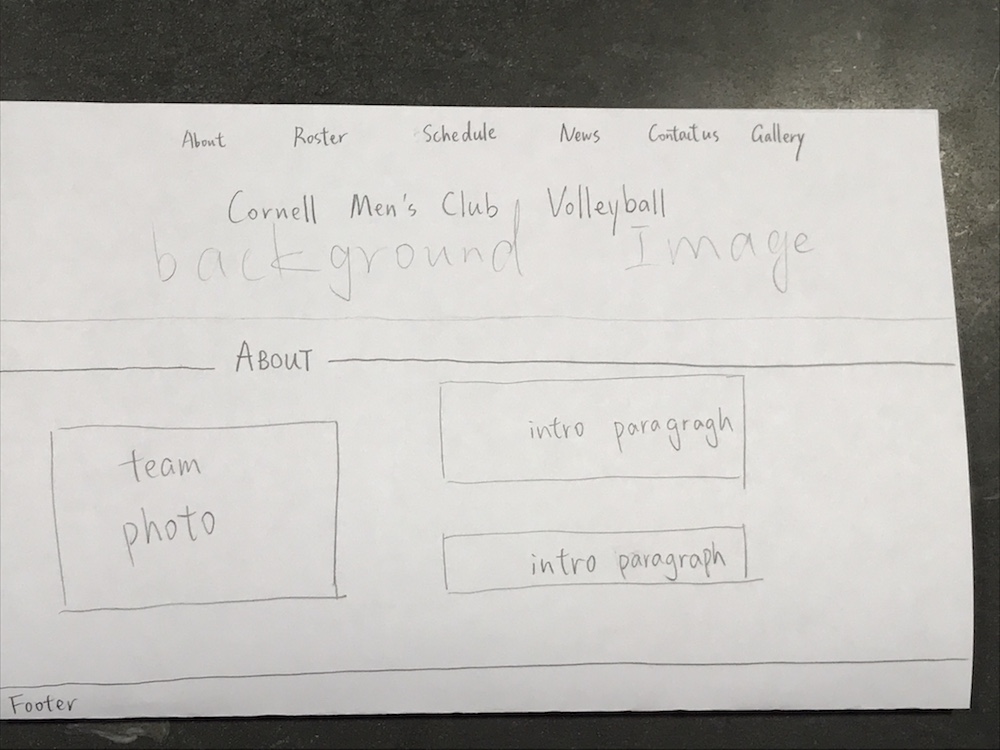 About Roster Schedule News Contact us Gallery
Cornell Men's Club Volleyball
background Image
ABOUT
intro paragragh
team
photo
intro paragraph
Footer